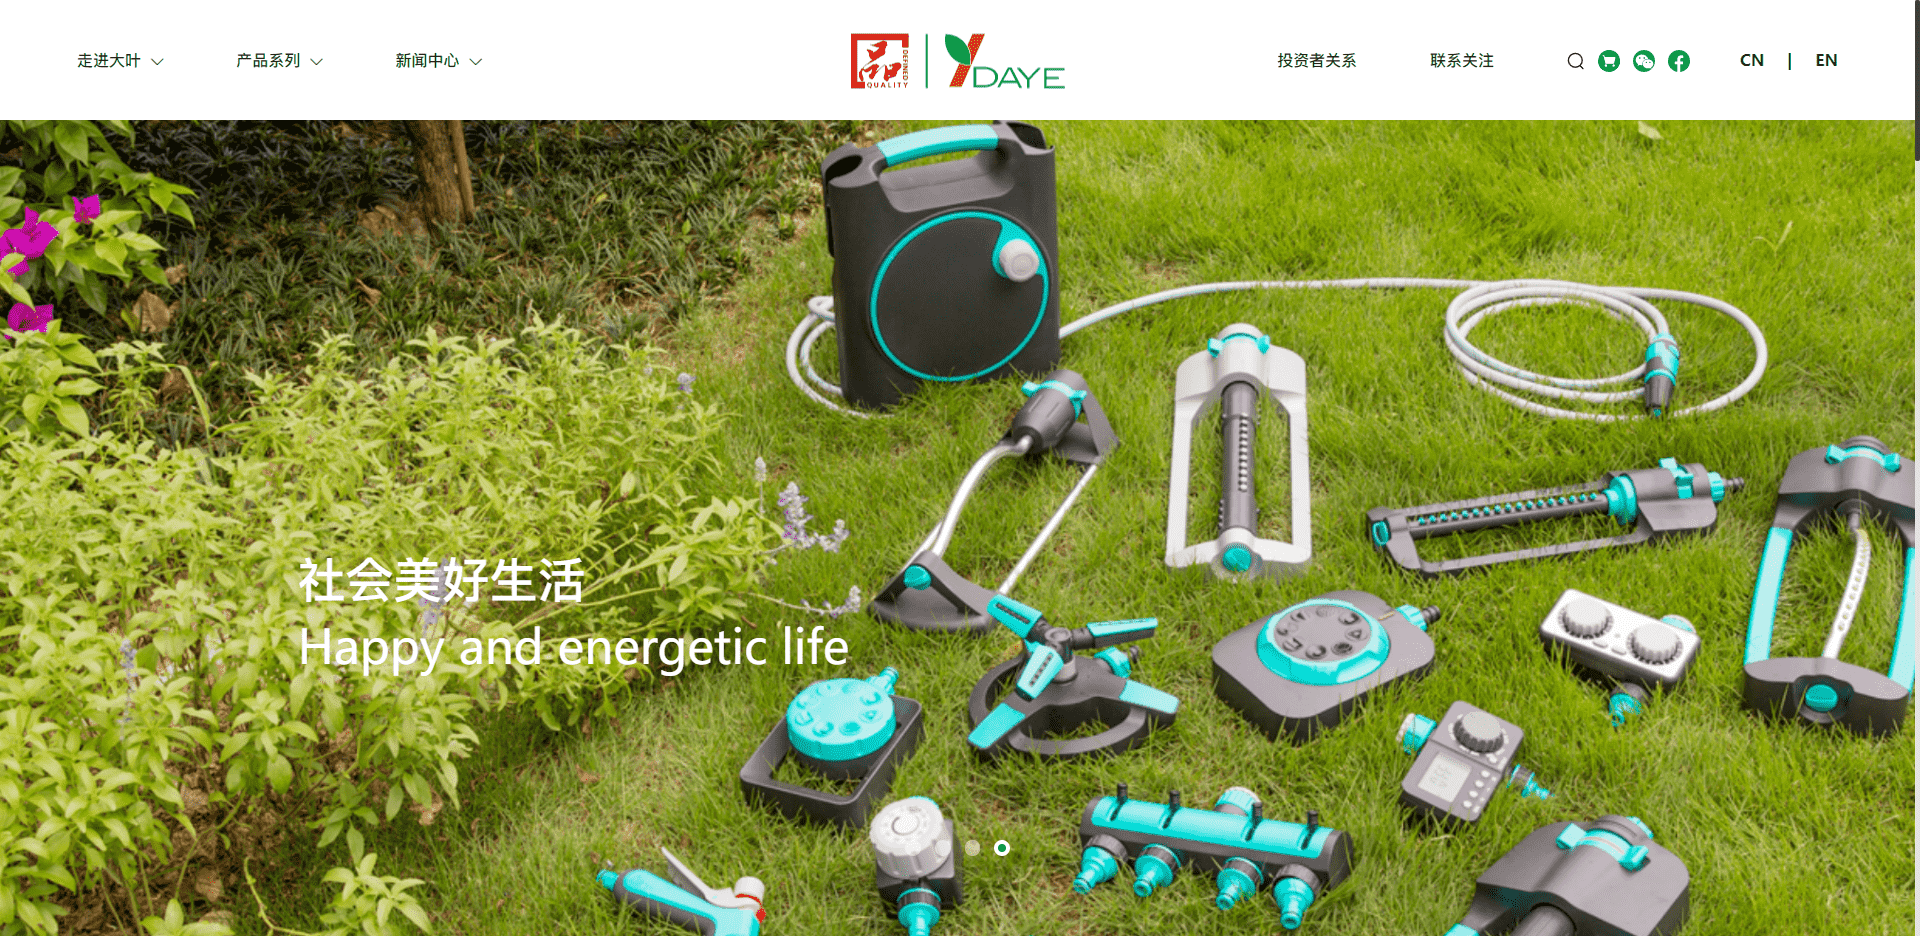 走进大叶
产品系列
新闻中心
品
DEFINED
QUALITY
DAYE
投资者关系
联系关注
CN | EN
社会美好生活
Happy and energetic life